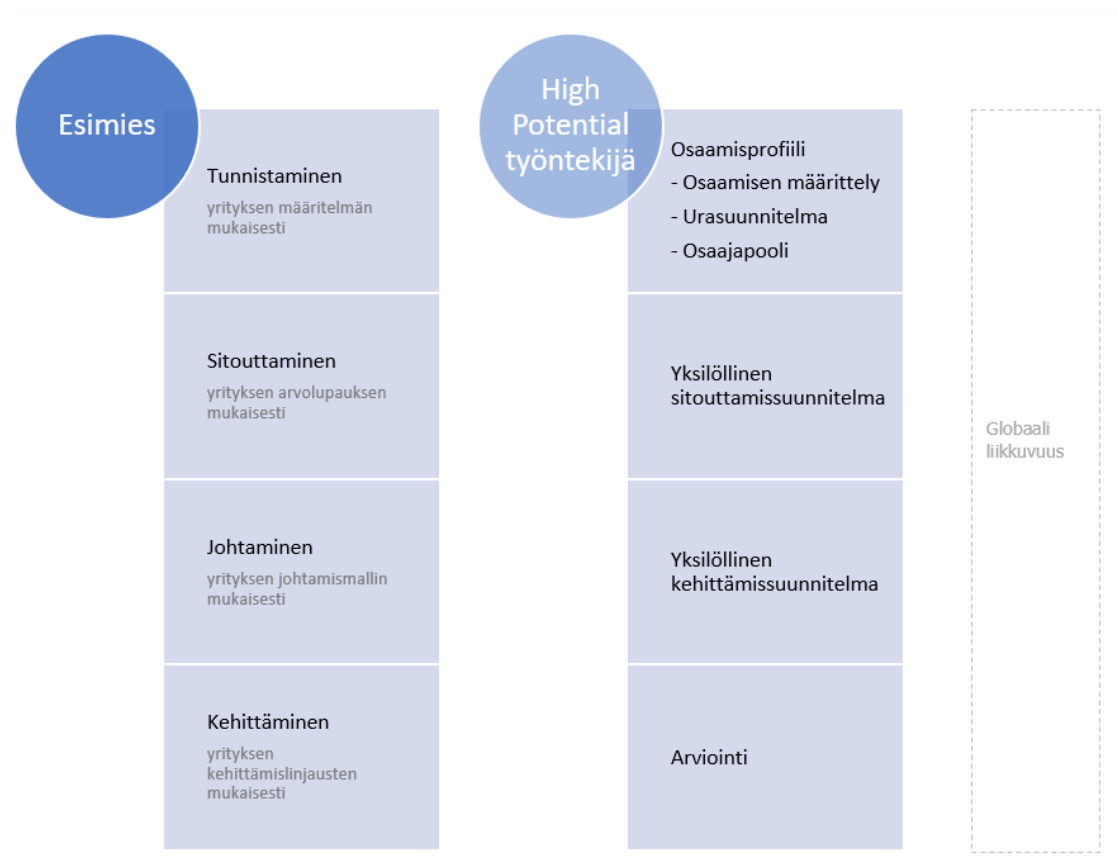 Esimies
Tunnistaminen
yrityksen määritelmän
mukaisesti
Sitouttaminen
yrityksen arvolupauksen
mukaisesti
Johtaminen
yrityksen johtamismallin
mukaisesti
Kehittäminen
yrityksen
kehittämislinjausten
mukaisesti
High
Potential
työntekijä
Osaamisprofiili
- Osaamisen määrittely
- Urasuunnitelma
- Osaajapooli
Yksilöllinen
sitouttamissuunnitelma
Yksilöllinen
kehittämissuunnitelma
Arviointi
Globaali
liikkuvuus